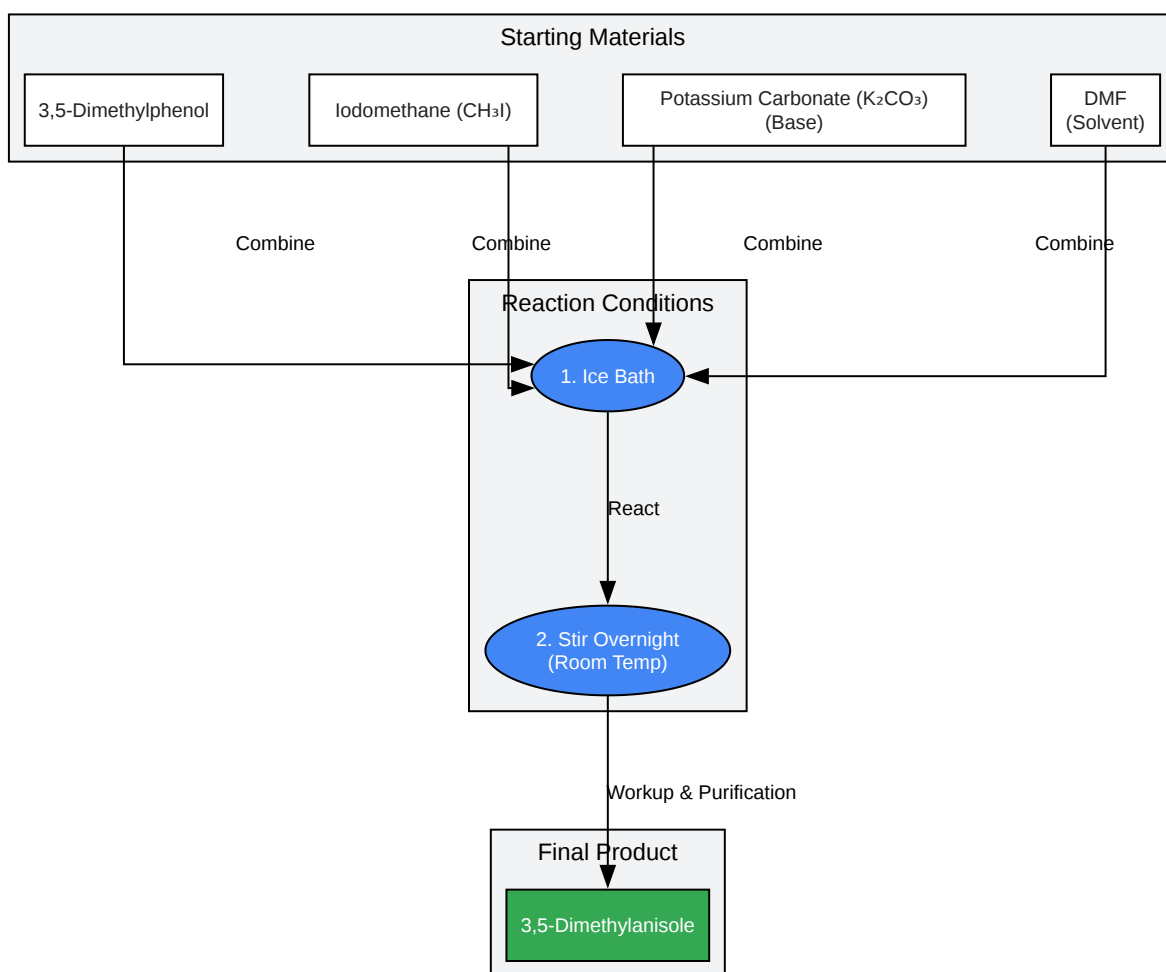 Starting Materials
3,5-Dimethylphenol
Iodomethane (CH₃I)
Potassium Carbonate (K₂CO₃)
(Base)
DMF
(Solvent)
Combine
Combine
Combine
Combine
Reaction Conditions
1. Ice Bath
React
2. Stir Overnight
(Room Temp)
Workup & Purification
Final Product
3,5-Dimethylanisole